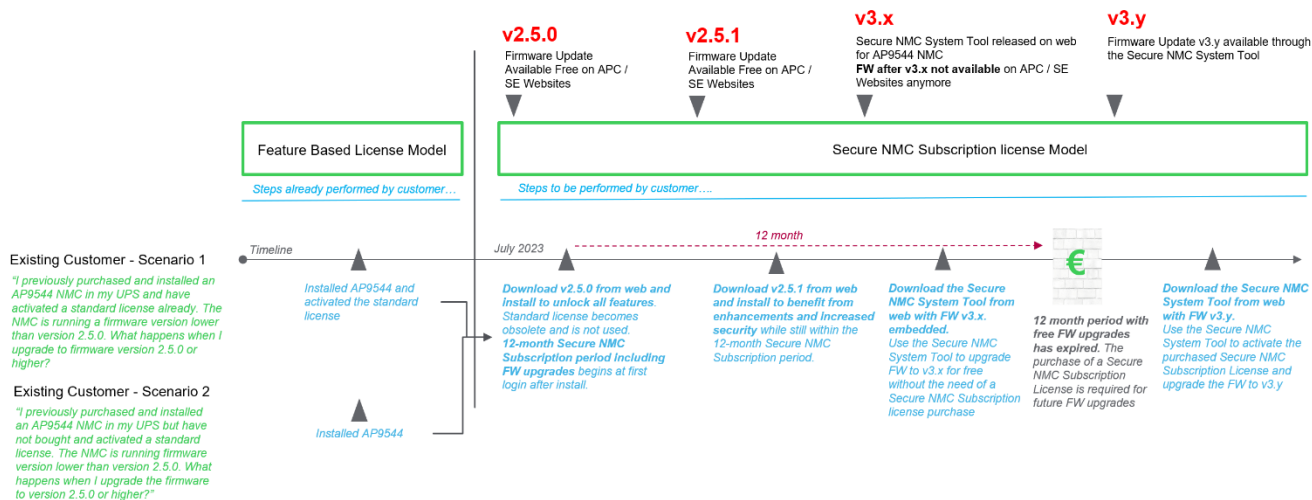 v2.5.0
Firmware Update
Available Free on APC /
SE Websites
v2.5.1
Firmware Update
Available Free on APC /
SE Websites
v3.x
Secure NMC System Tool released on web
for AP9544 NMC
FW after v3.x not available on APC / SE
Websites anymore
v3.y
Firmware Update v3.y available through
the Secure NMC System Tool
Feature Based License Model
Secure NMC Subscription license Model
Steps already performed by customer…
Steps to be performed by customer….
Timeline
July 2023
12 month
Existing Customer - Scenario 1
“I previously purchased and installed an
AP9544 NMC in my UPS and have
activated a standard license already. The
NMC is running a firmware version lower
than version 2.5.0. What happens when I
upgrade to firmware version 2.5.0 or
higher?
Installed AP9544 and
activated the standard
license
Download v2.5.0 from web and
install to unlock all features.
Standard license becomes
obsolete and is not used.
12-month Secure NMC
Subscription period Including
FW upgrades begins at first
login after install.
Download v2.5.1 from web
and install to benefit from
enhancements and Increased
security while still within the
12-month Secure NMC
Subscription period.
Download the Secure
NMC System Tool from
web with FW v3.x.
embedded.
Use the Secure NMC
System Tool to upgrade
FW to v3.x for free
without the need of a
Secure NMC Subscription
license purchase
€
12 month period with
free FW upgrades
has expired. The
purchase of a Secure
NMC Subscription
License is required for
future FW upgrades
Download the Secure NMC
System Tool from web
with FW v3.y.
Use the Secure NMC
System Tool to activate the
purchased Secure NMC
Subscription License and
upgrade the FW to v3.y
Existing Customer - Scenario 2
“I previously purchased and installed
an AP9544 NMC in my UPS but have
not bought and activated a standard
license. The NMC is running firmware
version lower than version 2.5.0. What
happens when I upgrade the firmware
to version 2.5.0 or higher?”
Installed AP9544